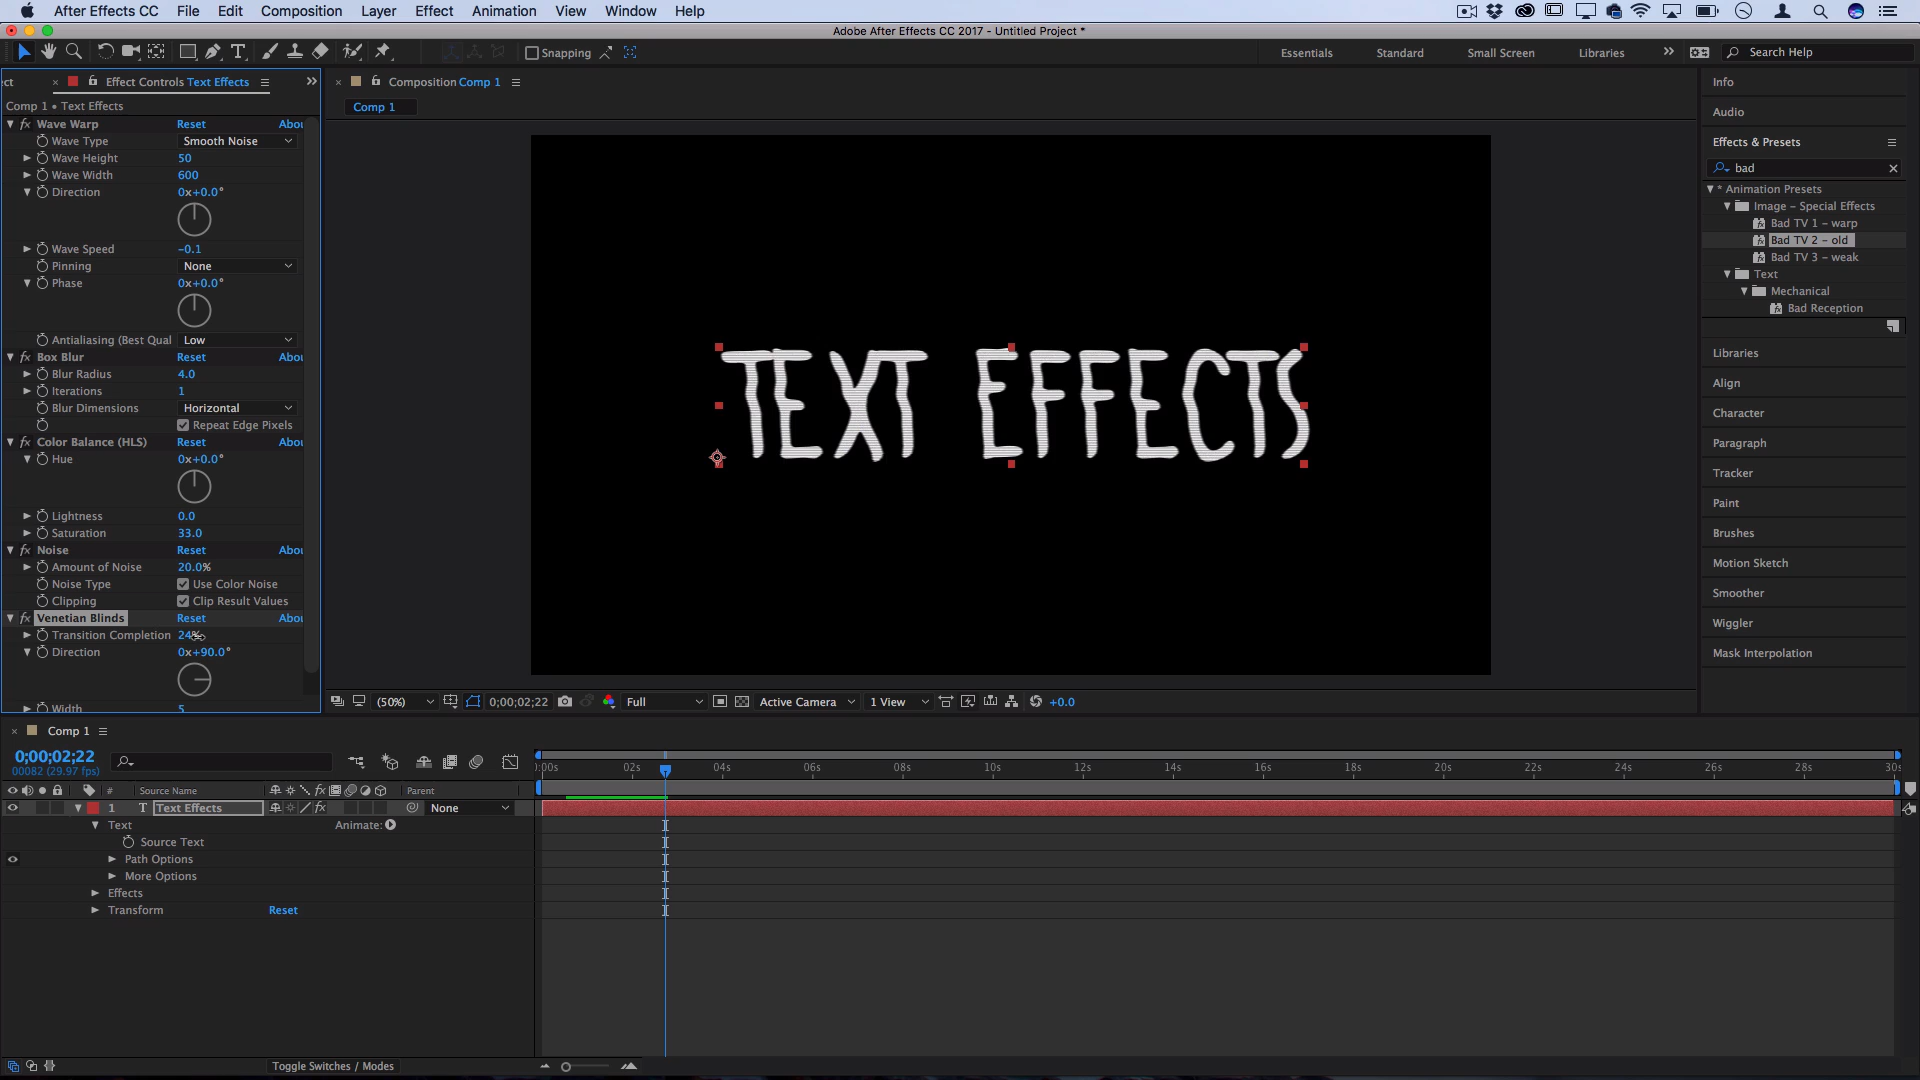 After Effects CC File Edit Composition Layer Effect Animation View Window Help
Adobe After Effects CC 2017 - Untitled Project *
Snapping Essentials Standard Small Screen Libraries Search Help
ect Effect Controls Text Effects
Composition Comp 1
Comp 1 • Text Effects
Comp 1
Wave Warp Reset Abou
Wave Type Smooth Noise
Wave Height 50
Wave Width 600
Direction 0x+0.0°
Wave Speed -0.1
Pinning None
Phase 0x+0.0°
Antialiasing (Best Qual Low
Box Blur Reset Abou
Blur Radius 4.0
Iterations 1
Blur Dimensions Horizontal
Repeat Edge Pixels
Color Balance (HLS) Reset Abou
Hue 0x+0.0°
Lightness 0.0
Saturation 33.0
Noise Reset Abou
Amount of Noise 20.0%
Noise Type Use Color Noise
Clipping Clip Result Values
Venetian Blinds Reset Abou
Transition Completion 24%
Direction 0x+90.0°
Width 5
TEXT EFFECTS
(50%) 0;00;02;22 Full Active Camera 1 View +0.0
Info
Audio
Effects & Presets
bad
* Animation Presets
Image - Special Effects
Bad TV 1 - warp
Bad TV 2 - old
Bad TV 3 - weak
Text
Mechanical
Bad Reception
Libraries
Align
Character
Paragraph
Tracker
Paint
Brushes
Motion Sketch
Smoother
Wiggler
Mask Interpolation
Comp 1
0;00;02;22
00082 (29.97 fps)
):00s 02s 04s 06s 08s 10s 12s 14s 16s 18s 20s 22s 24s 26s 28s 30s
# Source Name Parent
1 T Text Effects None
Text Animate:
Source Text
Path Options
More Options
Effects
Transform Reset
Toggle Switches / Modes